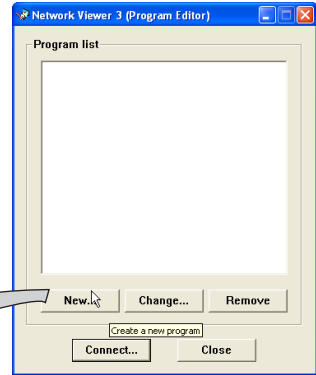 Network Viewer 3 (Program Editor)
Program list
New... Change... Remove
Create a new program
Connect... Close